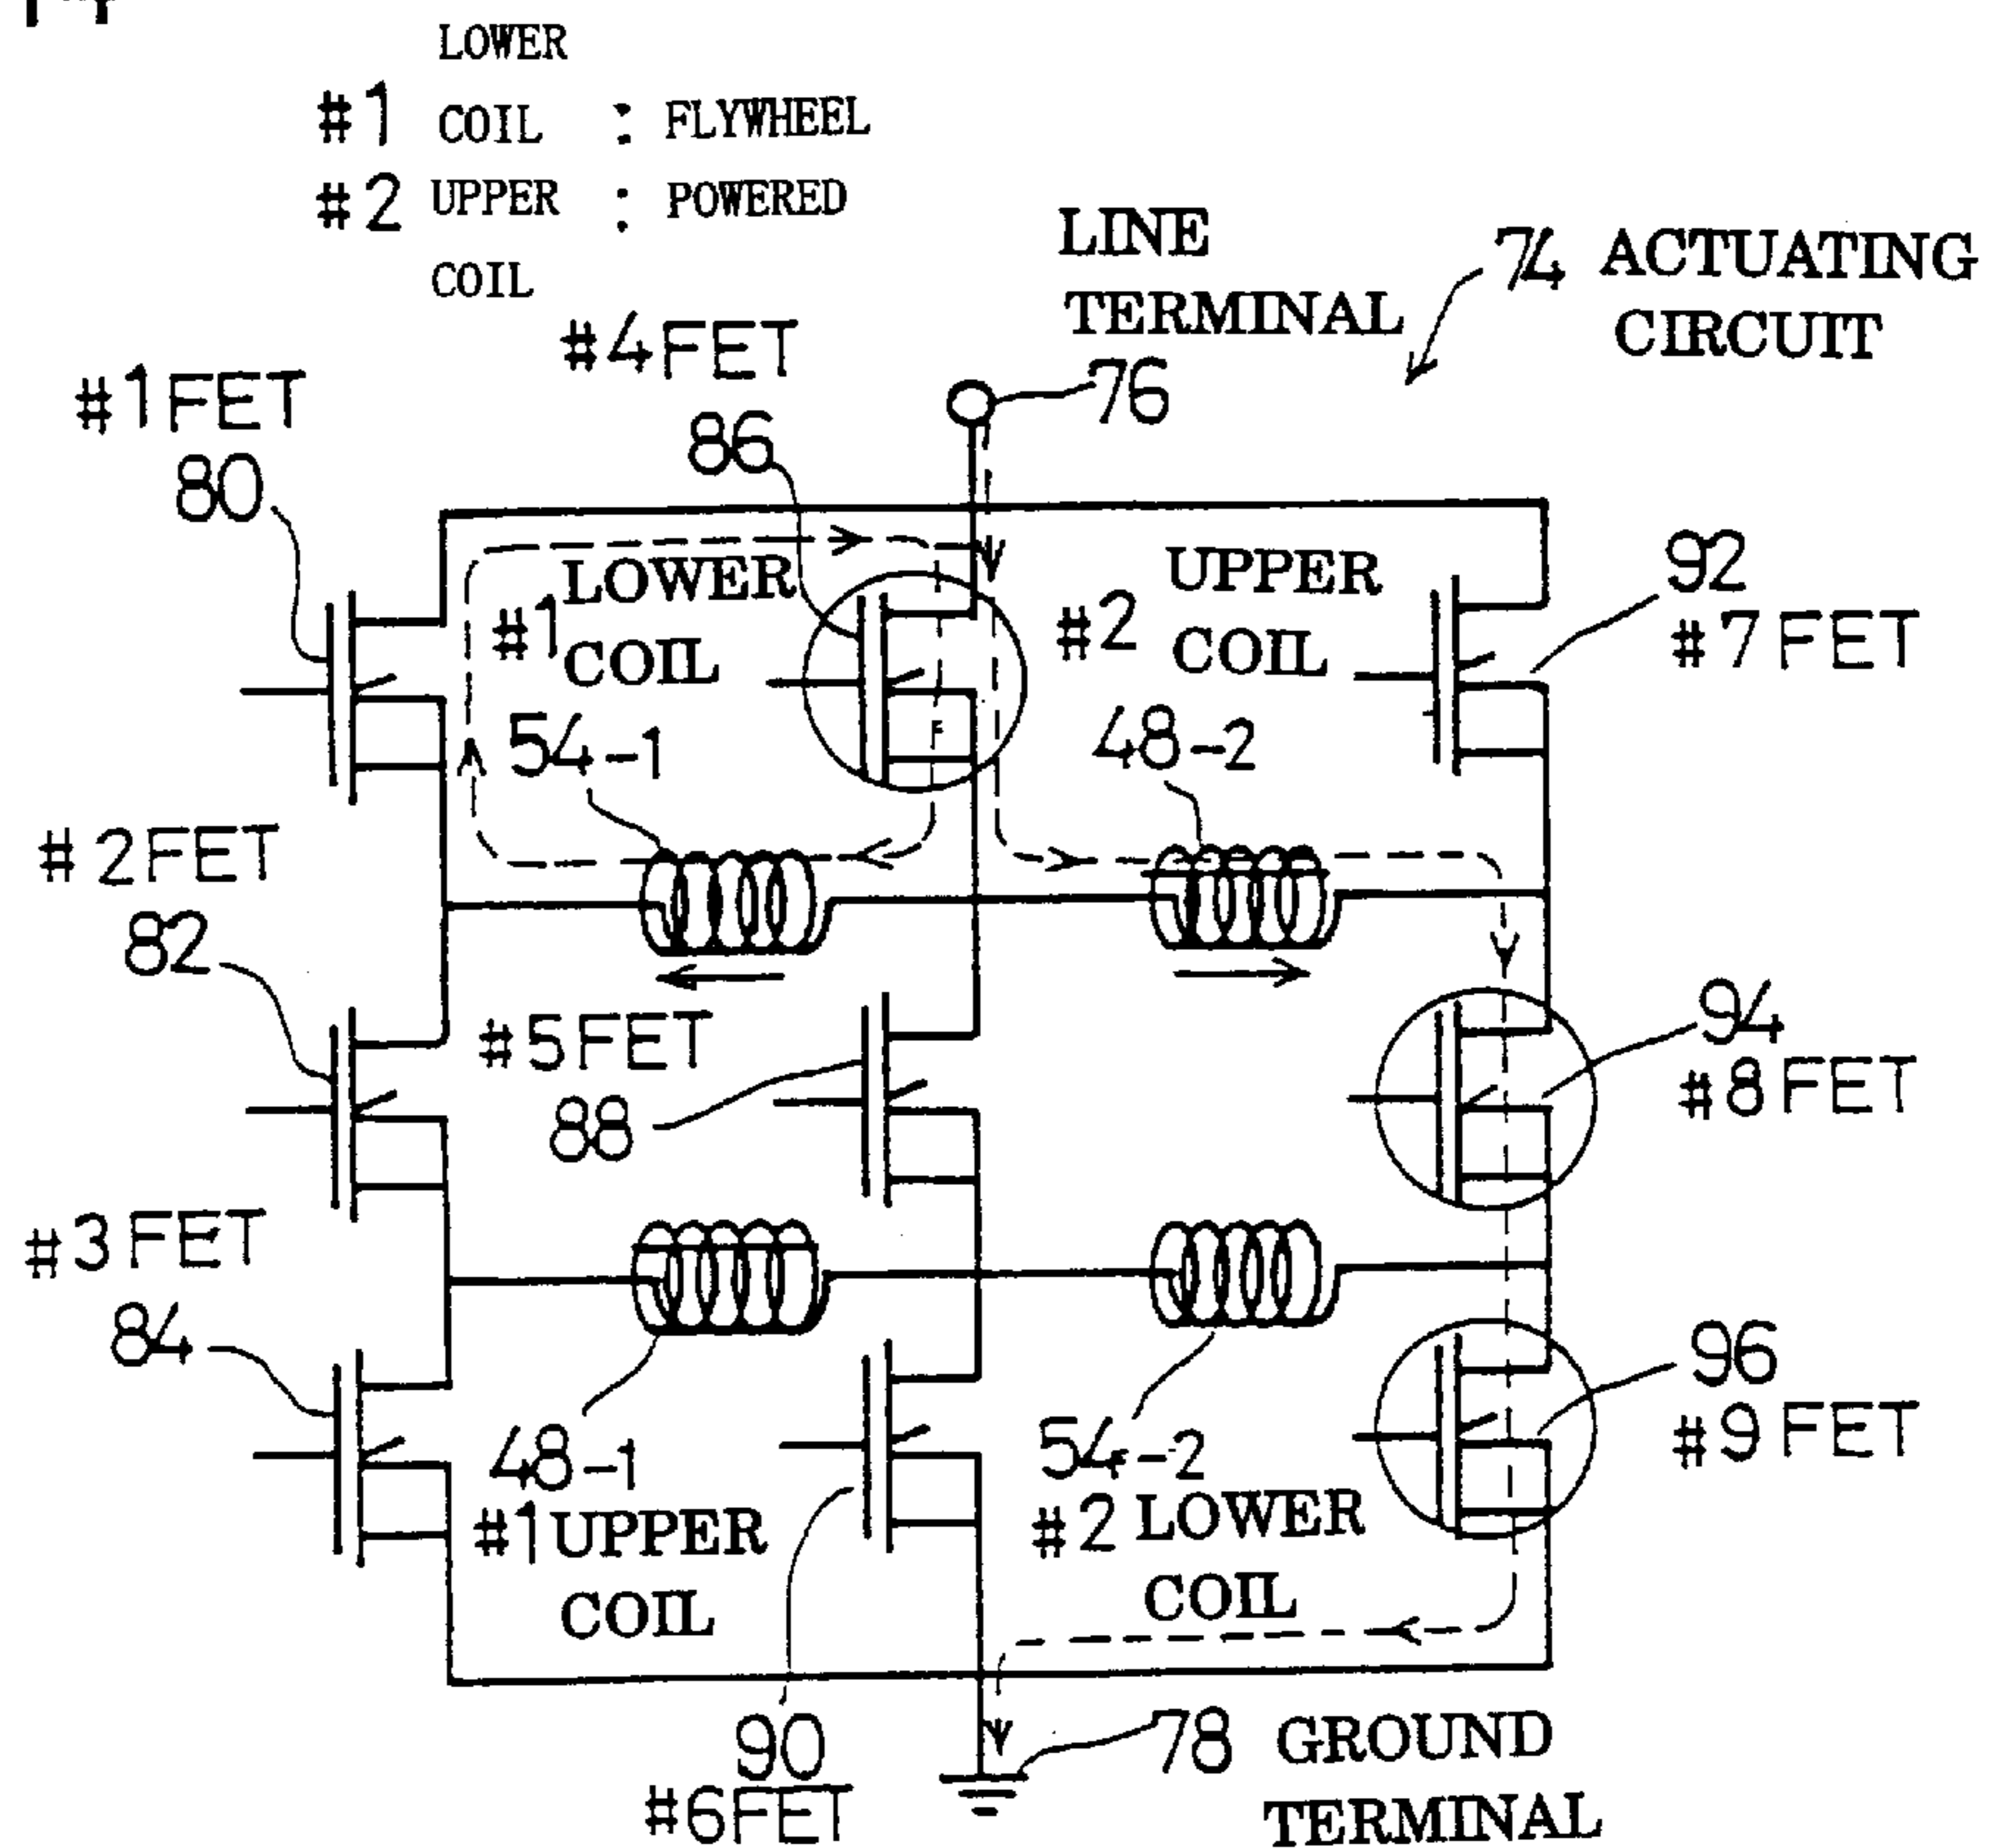 LOWER
#1 COIL : FLYWHEEL
#2 UPPER : POWERED
COIL
LINE
TERMINAL
76
74 ACTUATING
CIRCUIT
#4FET
86
#1FET
80
LOWER
#1 COIL
54-1
F
UPPER
#2 COIL
48-2
92
#7FET
#2FET
82
#5FET
88
94
#8FET
#3FET
84
48-1
#1 UPPER
COIL
54-2
#2 LOWER
COIL
96
#9FET
90
#6FET
78 GROUND
TERMINAL